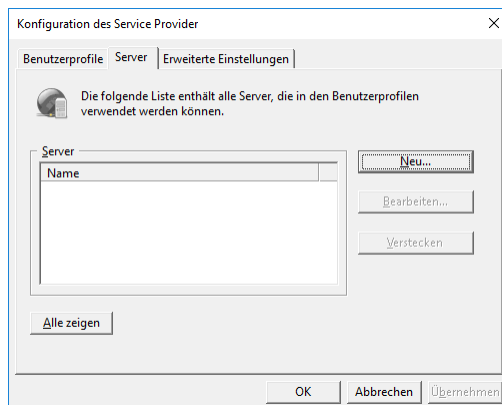 Konfiguration des Service Provider
Benutzerprofile Server Erweiterte Einstellungen
Die folgende Liste enthält alle Server, die in den Benutzerprofilen
verwendet werden können.
Server
Name
Neu...
Bearbeiten...
Verstecken
Alle zeigen
OK Abbrechen Übernehmen